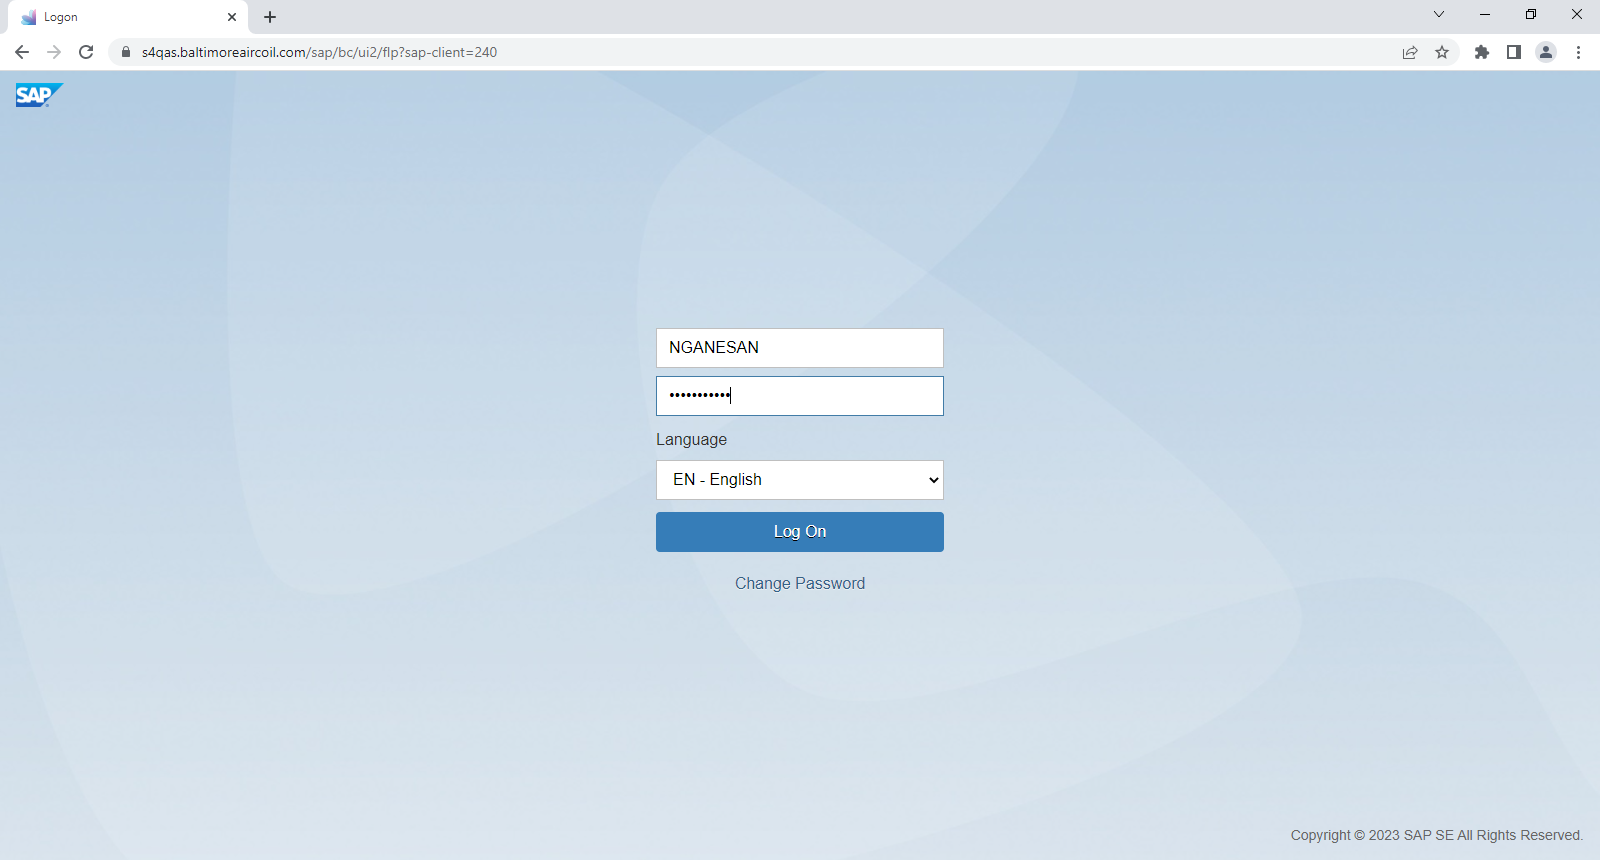 Logon
s4qas.baltimoreaircoil.com/sap/bc/ui2/flp?sap-client=240
SAP
NGANESAN
•••••••••••
Language
EN - English
Log On
Change Password
Copyright © 2023 SAP SE All Rights Reserved.